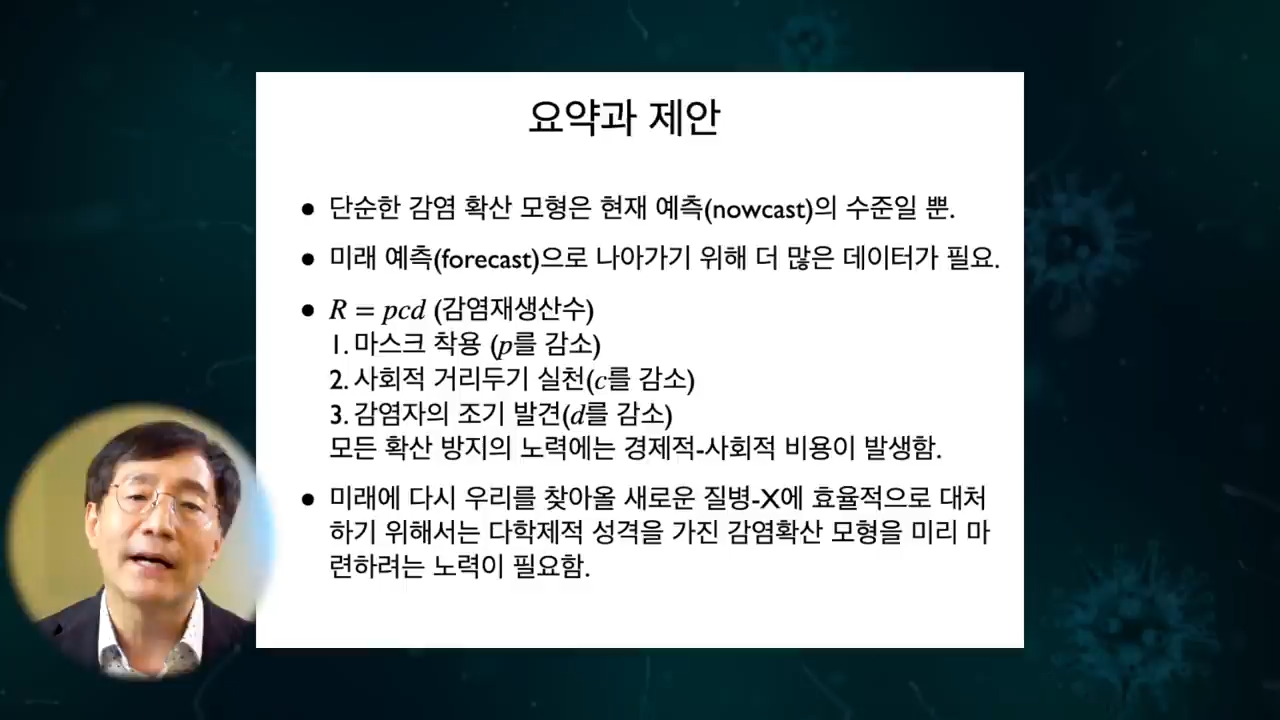 요약과 제안
• 단순한 감염 확산 모형은 현재 예측(nowcast)의 수준일 뿐.
• 미래 예측(forecast)으로 나아가기 위해 더 많은 데이터가 필요.
• R = pcd (감염재생산수)
1. 마스크 착용 (p를 감소)
2. 사회적 거리두기 실천(c를 감소)
3. 감염자의 조기 발견(d를 감소)
모든 확산 방지의 노력에는 경제적-사회적 비용이 발생함.
• 미래에 다시 우리를 찾아올 새로운 질병-X에 효율적으로 대처
하기 위해서는 다학제적 성격을 가진 감염확산 모형을 미리 마
련하려는 노력이 필요함.